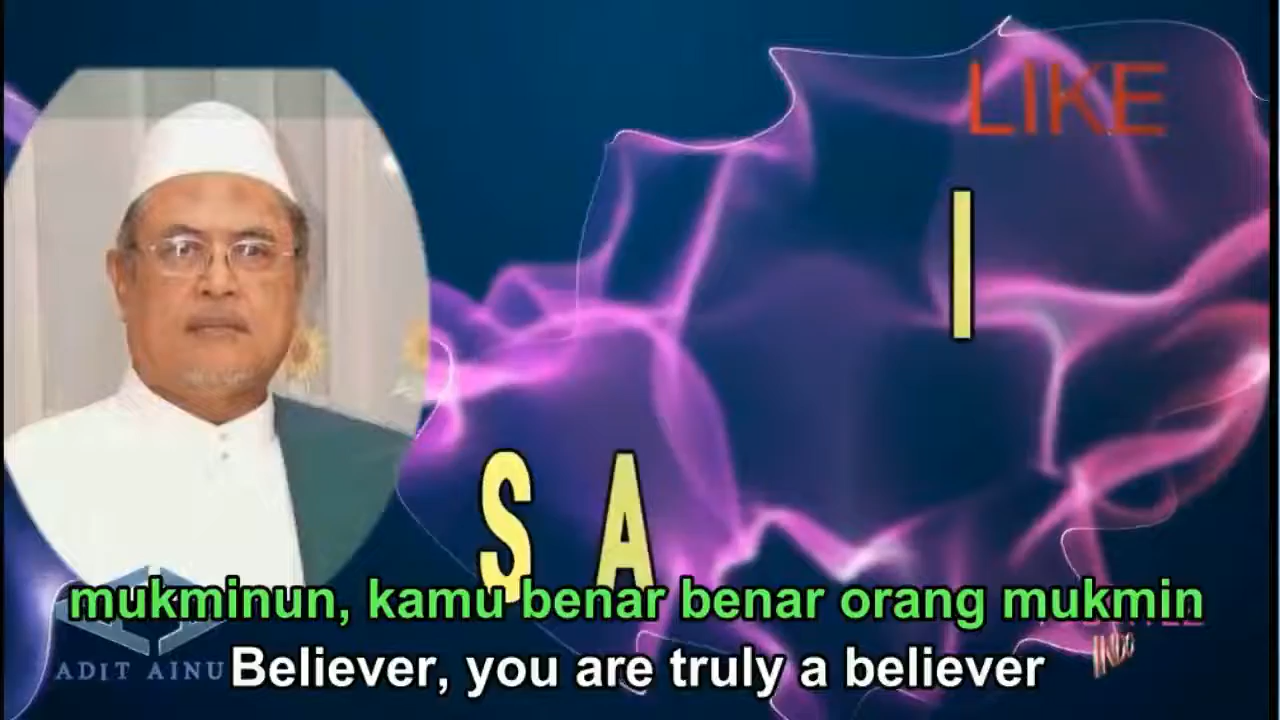 LIKE
I
S A
mukminun, kamu benar benar orang mukmin
ADIT AINU
Believer, you are truly a believer